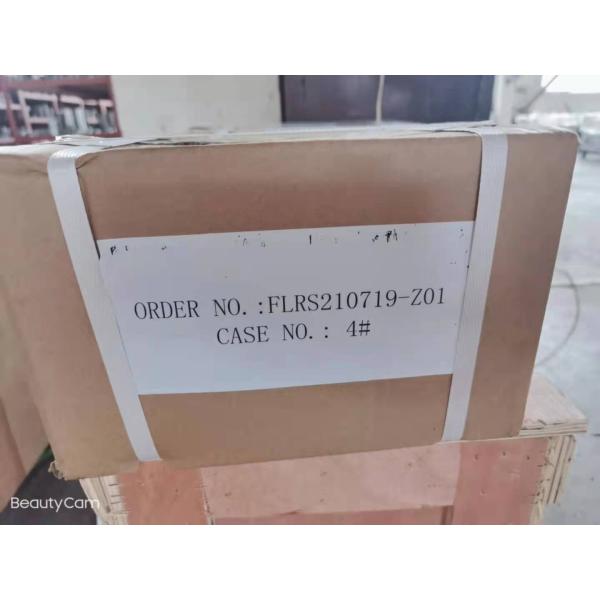 ORDER NO.:FLRS210719-Z01
CASE NO.: 4#
BeautyCam